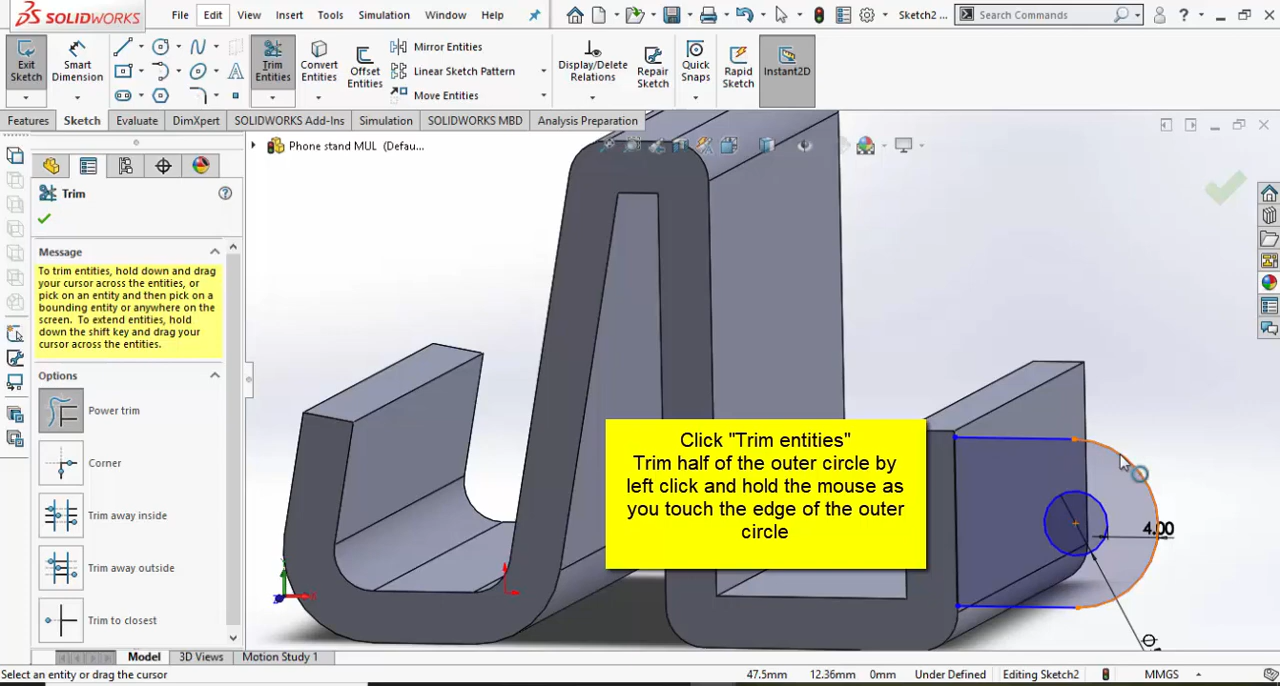 SOLIDWORKS
File Edit View Insert Tools Simulation Window Help
Sketch2 ...
Search Commands
Exit Sketch
Smart Dimension
Trim Entities
Convert Entities
Offset Entities
Mirror Entities
Linear Sketch Pattern
Move Entities
Display/Delete Relations
Repair Sketch
Quick Snaps
Rapid Sketch
Instant2D
Features Sketch Evaluate DimXpert SOLIDWORKS Add-Ins Simulation SOLIDWORKS MBD Analysis Preparation
Phone stand MUL (Defau...
Trim
Message
To trim entities, hold down and drag
your cursor across the entities, or
pick on an entity and then pick on a
bounding entity or anywhere on the
screen. To extend entities, hold
down the shift key and drag your
cursor across the entities.
Options
Power trim
Corner
Trim away inside
Trim away outside
Trim to closest
Click "Trim entities"
Trim half of the outer circle by
left click and hold the mouse as
you touch the edge of the outer
circle
4.00
Model 3D Views Motion Study 1
Select an entity or drag the cursor
47.5mm 12.36mm 0mm Under Defined Editing Sketch2 MMGS